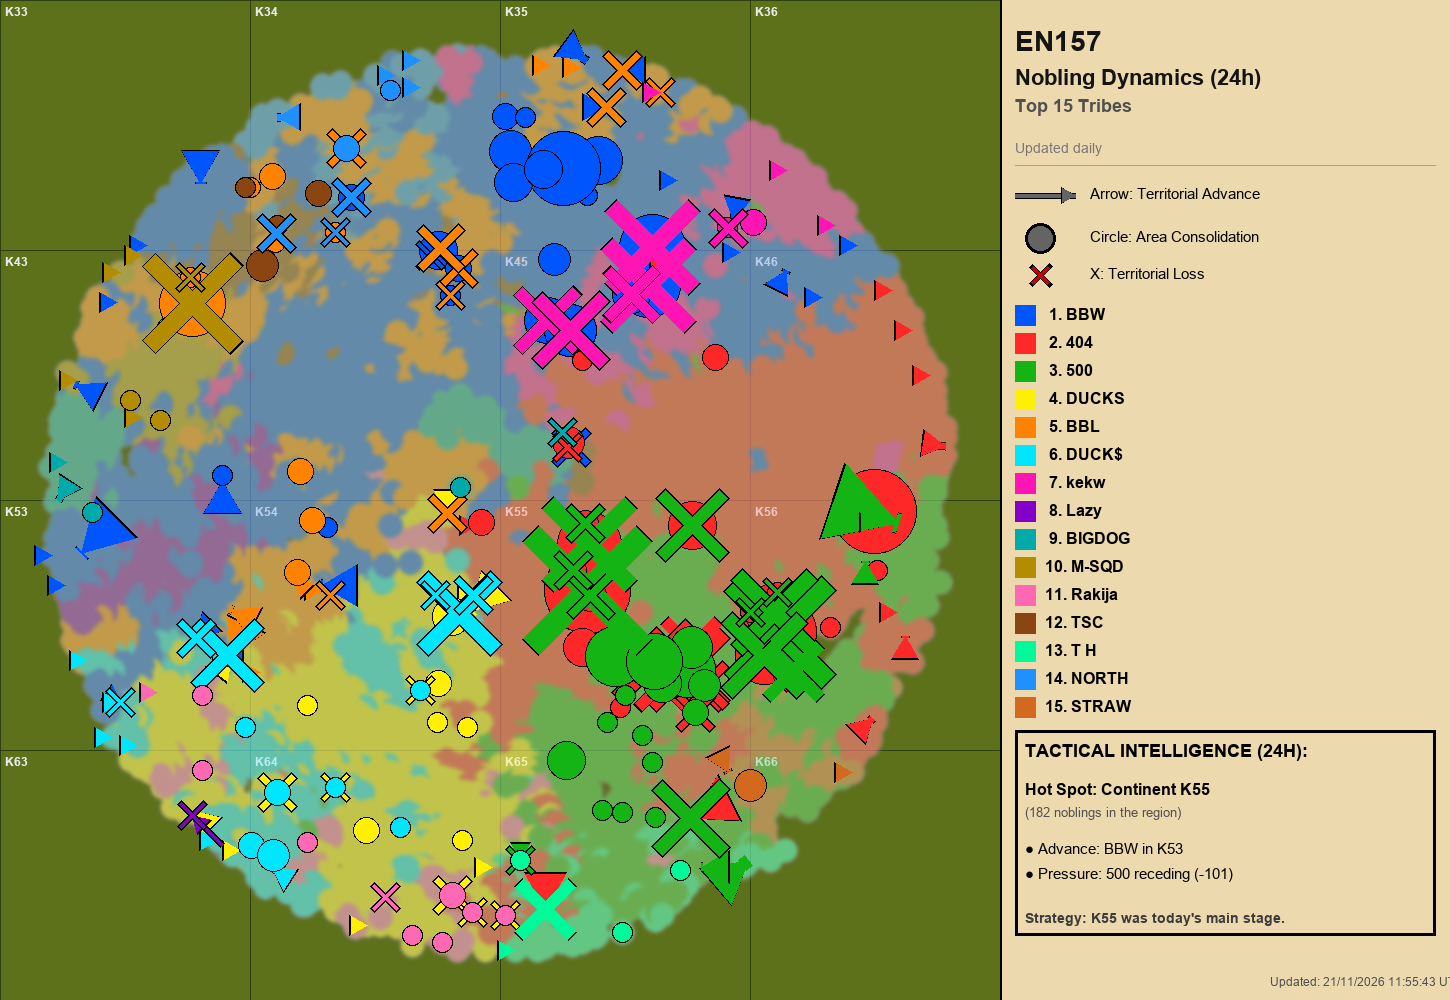 K33
K34
K35
K36
K43
K45
K46
K53
K54
K55
K56
K63
K64
K65
K66
EN157
Nobling Dynamics (24h)
Top 15 Tribes
Updated daily
Arrow: Territorial Advance
Circle: Area Consolidation
X: Territorial Loss
1. BBW
2. 404
3. 500
4. DUCKS
5. BBL
6. DUCK$
7. kekw
8. Lazy
9. BIGDOG
10. M-SQD
11. Rakija
12. TSC
13. T H
14. NORTH
15. STRAW
TACTICAL INTELLIGENCE (24H):
Hot Spot: Continent K55
(182 noblings in the region)
● Advance: BBW in K53
● Pressure: 500 receding (-101)
Strategy: K55 was today's main stage.
Updated: 21/11/2026 11:55:43 U